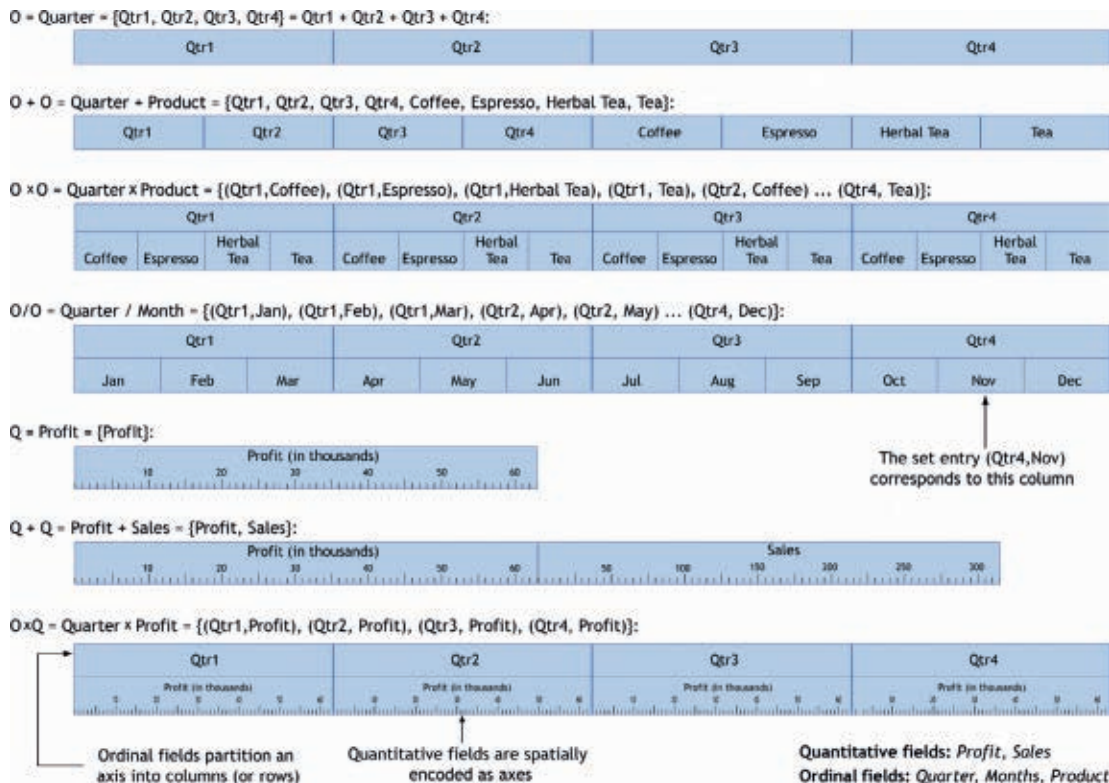 O = Quarter = {Qtr1, Qtr2, Qtr3, Qtr4} = Qtr1 + Qtr2 + Qtr3 + Qtr4:
Qtr1 Qtr2 Qtr3 Qtr4
O + O = Quarter + Product = {Qtr1, Qtr2, Qtr3, Qtr4, Coffee, Espresso, Herbal Tea, Tea}:
Qtr1 Qtr2 Qtr3 Qtr4 Coffee Espresso Herbal Tea Tea
O x O = Quarter x Product = {(Qtr1,Coffee), (Qtr1,Espresso), (Qtr1,Herbal Tea), (Qtr1, Tea), (Qtr2, Coffee) ... (Qtr4, Tea)}:
Qtr1 Qtr2 Qtr3 Qtr4
Coffee Espresso Herbal Tea Tea Coffee Espresso Herbal Tea Tea Coffee Espresso Herbal Tea Tea Coffee Espresso Herbal Tea Tea
O/O = Quarter / Month = {(Qtr1,Jan), (Qtr1,Feb), (Qtr1,Mar), (Qtr2, Apr), (Qtr2, May) ... (Qtr4, Dec)}:
Qtr1 Qtr2 Qtr3 Qtr4
Jan Feb Mar Apr May Jun Jul Aug Sep Oct Nov Dec
Q = Profit = {Profit}:
Profit (in thousands)
10 20 30 40 50 60
The set entry (Qtr4,Nov)
corresponds to this column
Q + Q = Profit + Sales = {Profit, Sales}:
Profit (in thousands) Sales
10 20 30 40 50 60 50 100 150 200 250 300
OxQ = Quarter x Profit = {(Qtr1,Profit), (Qtr2, Profit), (Qtr3, Profit), (Qtr4, Profit)}:
Qtr1 Qtr2 Qtr3 Qtr4
Profit (in thousands) Profit (in thousands) Profit (in thousands) Profit (in thousands)
Ordinal fields partition an
axis into columns (or rows)
Quantitative fields are spatially
encoded as axes
Quantitative fields: Profit, Sales
Ordinal fields: Quarter, Months, Product